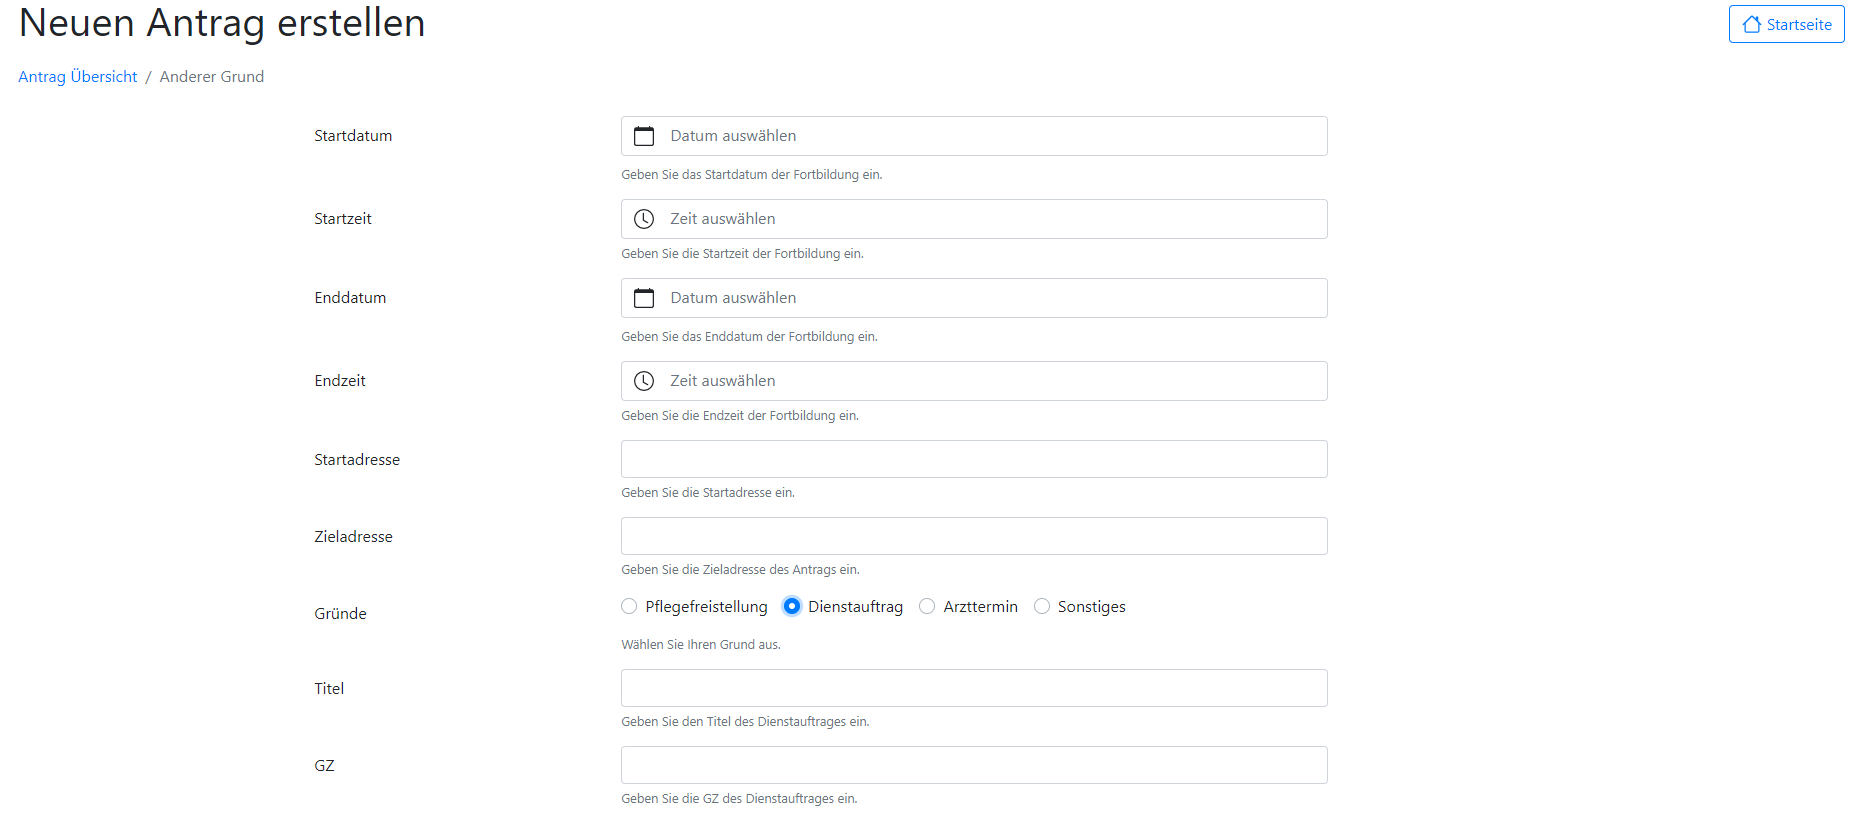 Neuen Antrag erstellen
Startseite
Antrag Übersicht / Anderer Grund
Startdatum
Datum auswählen
Geben Sie das Startdatum der Fortbildung ein.
Startzeit
Zeit auswählen
Geben Sie die Startzeit der Fortbildung ein.
Enddatum
Datum auswählen
Geben Sie das Enddatum der Fortbildung ein.
Endzeit
Zeit auswählen
Geben Sie die Endzeit der Fortbildung ein.
Startadresse
Geben Sie die Startadresse ein.
Zieladresse
Geben Sie die Zieladresse des Antrags ein.
Gründe
Pflegefreistellung Dienstauftrag Arzttermin Sonstiges
Wählen Sie Ihren Grund aus.
Titel
Geben Sie den Titel des Dienstauftrages ein.
GZ
Geben Sie die GZ des Dienstauftrages ein.